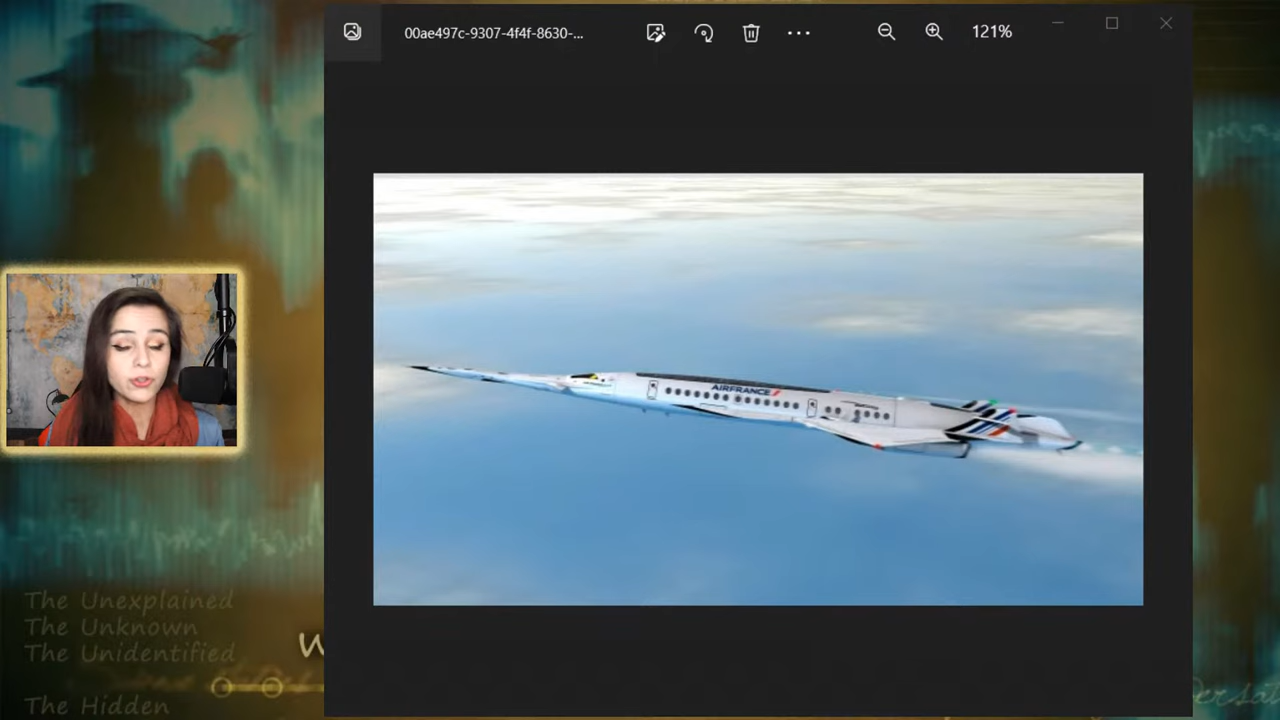 00ae497c-9307-4f4f-8630-...
121%
AIRFRANCE
The Unexplained
The Unknown
The Unidentified
The Hidden